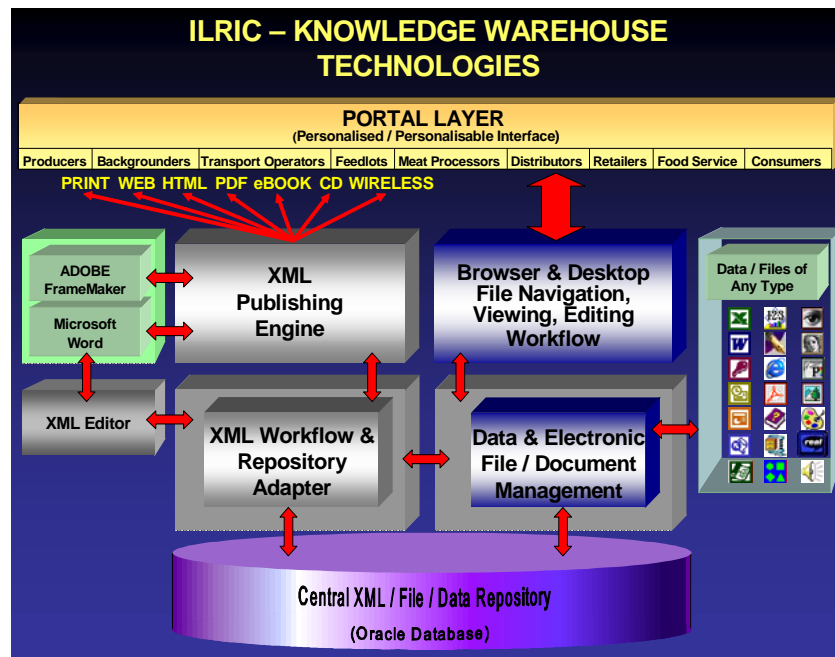 ILRIC – KNOWLEDGE WAREHOUSE
TECHNOLOGIES
PORTAL LAYER
(Personalised / Personalisable Interface)
Producers Backgrounders Transport Operators Feedlots Meat Processors Distributors Retailers Food Service Consumers
PRINT WEB HTML PDF eBOOK CD WIRELESS
ADOBE
FrameMaker
Microsoft
Word
XML
Publishing
Engine
Browser & Desktop
File Navigation,
Viewing, Editing
Workflow
Data / Files of
Any Type
XML Editor
XML Workflow &
Repository
Adapter
Data & Electronic
File / Document
Management
Central XML / File / Data Repository
(Oracle Database)